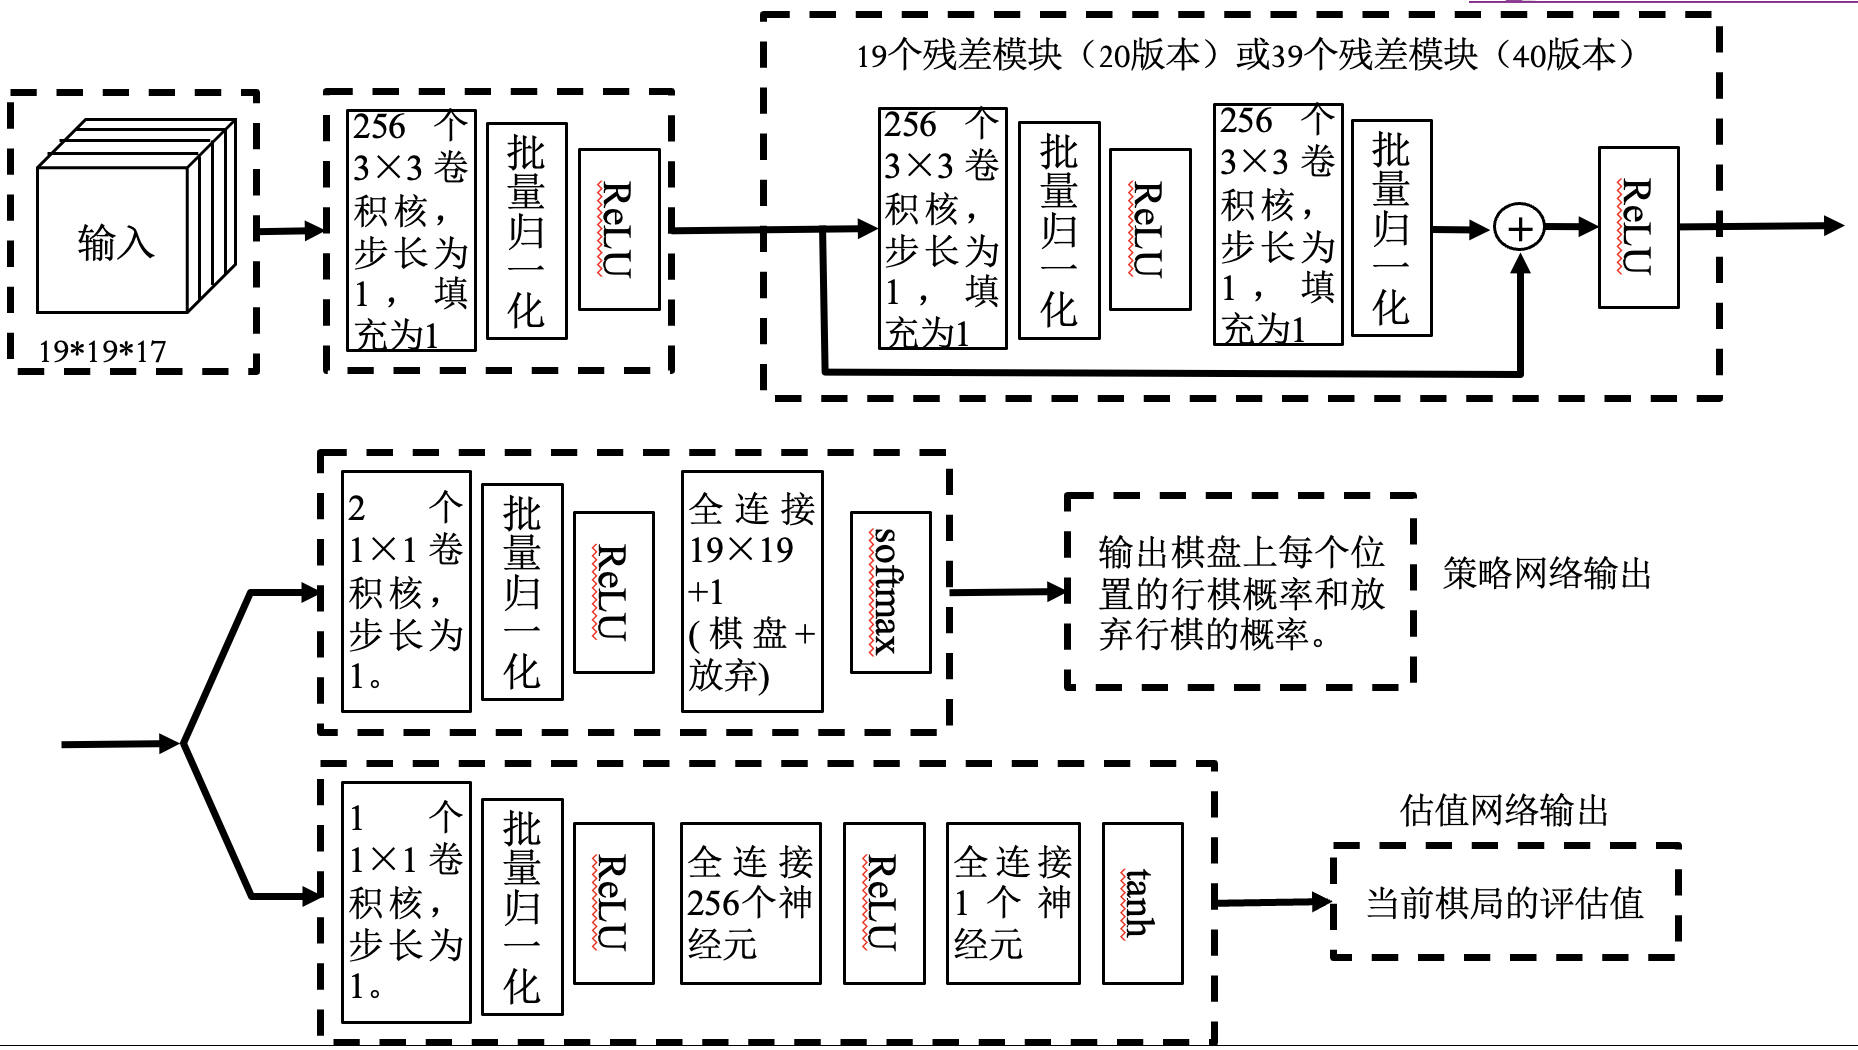 输入
19*19*17
256 个
3×3卷
积核，
步长为
1，填
充为1
批
量
归
一
化
ReLU
19个残差模块（20版本）或39个残差模块（40版本）
256 个
3×3卷
积核，
步长为
1，填
充为1
批
量
归
一
化
ReLU
256 个
3×3卷
积核，
步长为
1，填
充为1
批
量
归
一
化
+
ReLU
2 个
1×1卷
积核，
步长为
1。
批
量
归
一
化
ReLU
全连接
19×19
+1
(棋盘+
放弃)
softmax
输出棋盘上每个位
置的行棋概率和放
弃行棋的概率。
策略网络输出
1 个
1×1卷
积核，
步长为
1。
批
量
归
一
化
ReLU
全连接
256个神
经元
ReLU
全连接
1个神
经元
tanh
估值网络输出
当前棋局的评估值